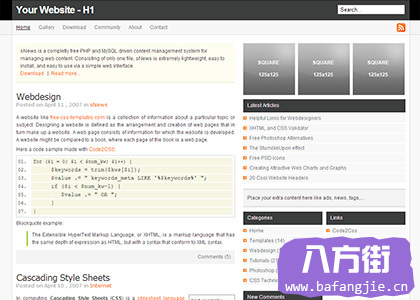 Your Website - H1
Search...
Home Gallery Download Community About Contact
sNews is a completly free PHP and MySQL driven content management system for
managing web content. Consisting of only one file, sNews is extremely lightweight, easy to
install, and easy to use via a simple web interface.
Download | Read more...
Webdesign
Posted on April 11, 2007 in sNews
A website like free-css-templates.com is a collection of information about a particular topic or
subject. Designing a website is defined as the arrangement and creation of web pages that in
turn make up a website. A web page consists of information for which the website is developed.
A website might be compared to a book, where each page of the book is a web page.
Here a code sample made with Code2CSS:
01. for ($i = 0; $i < $num_kw; $i++) {
02. $keywords = trim($kws[$i]);
03. $value .= " keywords_meta LIKE '%$keywords%' ";
04. if ($i < $num_kw-1) {
05. $value .= " OR ";
06. }
07. }
Blockquote example:
The Extensible HyperText Markup Language, or XHTML, is a markup language that has
the same depth of expression as HTML, but with a syntax that conform to XML syntax.
Comments (5)
Cascading Style Sheets
Posted on April 10, 2007 in Internet
In computing, Cascading Style Sheets (CSS) is a stylesheet language
SQUARE
125x125
SQUARE
125x125
SQUARE
125x125
Latest Articles
Helpful Links for Webdesigners
XHTML and CSS Validator
Free Photoshop Alternatives
The StumbleUpon effect
Free PSD Icons
Creating Attractive Web Charts and Graphs
20 Cool Website Headers
Place your extra content here like ads, news, tags...
Categories
Home
Templates (14)
Webdesign
Tutorials (21)
Photoshop
CSS Techni
New Comments
Links
Code2Css
八方街
www.bafangjie.cn